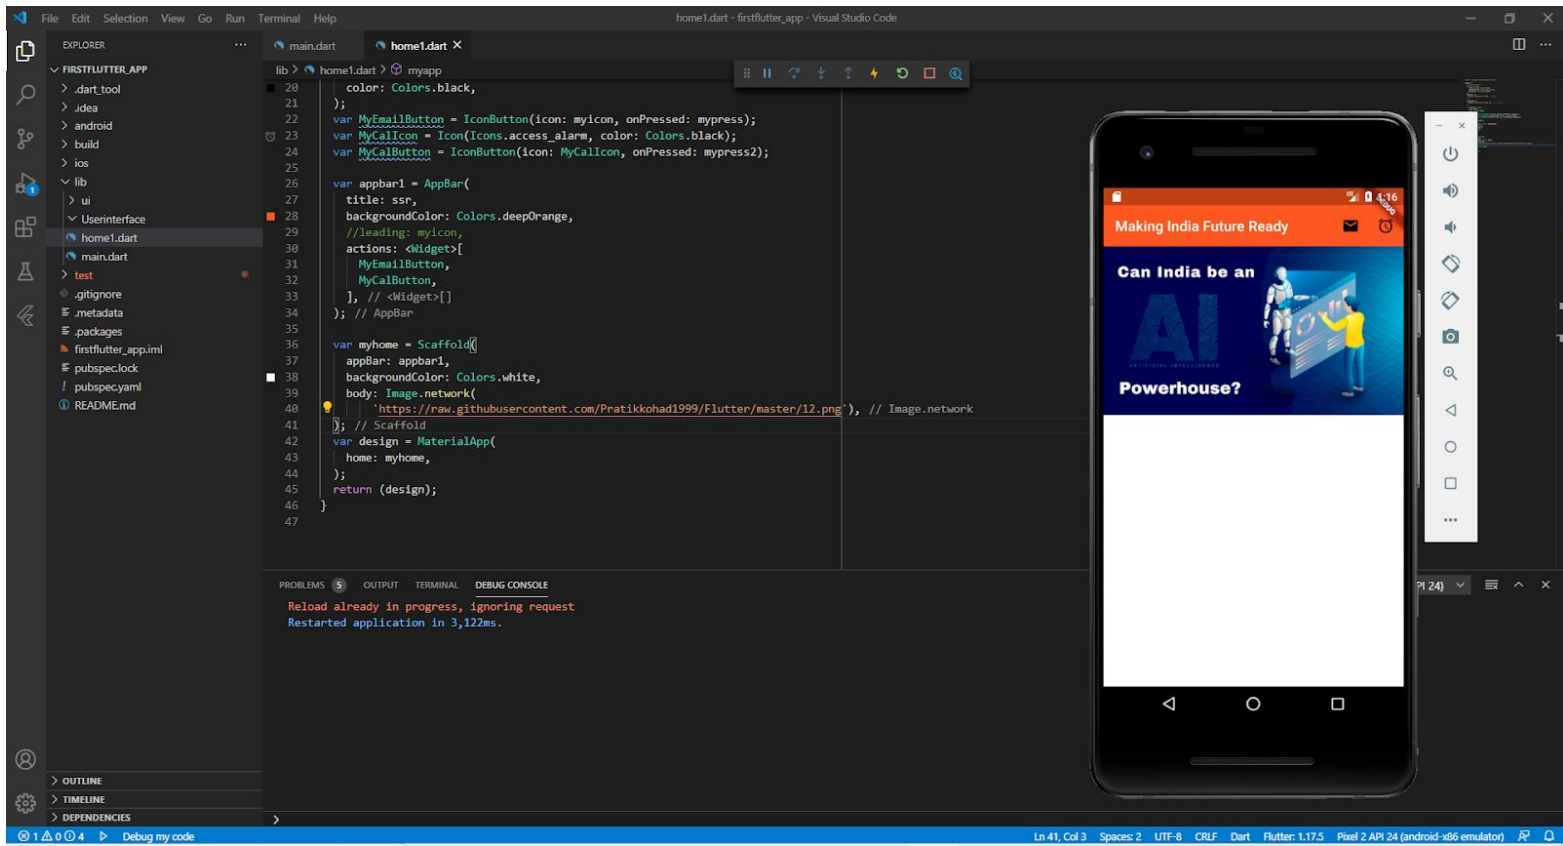 File Edit Selection View Go Run Terminal Help
home1.dart - firstflutter_app - Visual Studio Code
EXPLORER
FIRSTFLUTTER_APP
.dart_tool
.idea
android
build
ios
lib
ui
Userinterface
home1.dart
main.dart
test
.gitignore
.metadata
.packages
firstflutter_app.iml
pubspec.lock
pubspec.yaml
README.md
OUTLINE
TIMELINE
DEPENDENCIES
main.dart home1.dart
lib > home1.dart > myapp
20 color: Colors.black,
21 );
22 var MyEmailButton = IconButton(icon: myicon, onPressed: mypress);
23 var MyCalIcon = Icon(Icons.access_alarm, color: Colors.black);
24 var MyCalButton = IconButton(icon: MyCalIcon, onPressed: mypress2);
25
26 var appbar1 = AppBar(
27 title: ssr,
28 backgroundColor: Colors.deepOrange,
29 //leading: myicon,
30 actions: <Widget>[
31 MyEmailButton,
32 MyCalButton,
33 ], // <Widget>[]
34 ); // AppBar
35
36 var myhome = Scaffold(
37 appBar: appbar1,
38 backgroundColor: Colors.white,
39 body: Image.network(
40 'https://raw.githubusercontent.com/Pratikkohad1999/Flutter/master/12.png'), // Image.network
41 ); // Scaffold
42 var design = MaterialApp(
43 home: myhome,
44 );
45 return (design);
46 }
47
PROBLEMS 5 OUTPUT TERMINAL DEBUG CONSOLE
PI 24)
Reload already in progress, ignoring request
Restarted application in 3,122ms.
:16
DEBUG
Making India Future Ready
Can India be an
AI
ARTIFICIAL INTELLIGENCE
Powerhouse?
1 0 4 Debug my code
Ln 41, Col 3 Spaces: 2 UTF-8 CRLF Dart Flutter: 1.17.5 Pixel 2 API 24 (android-x86 emulator)